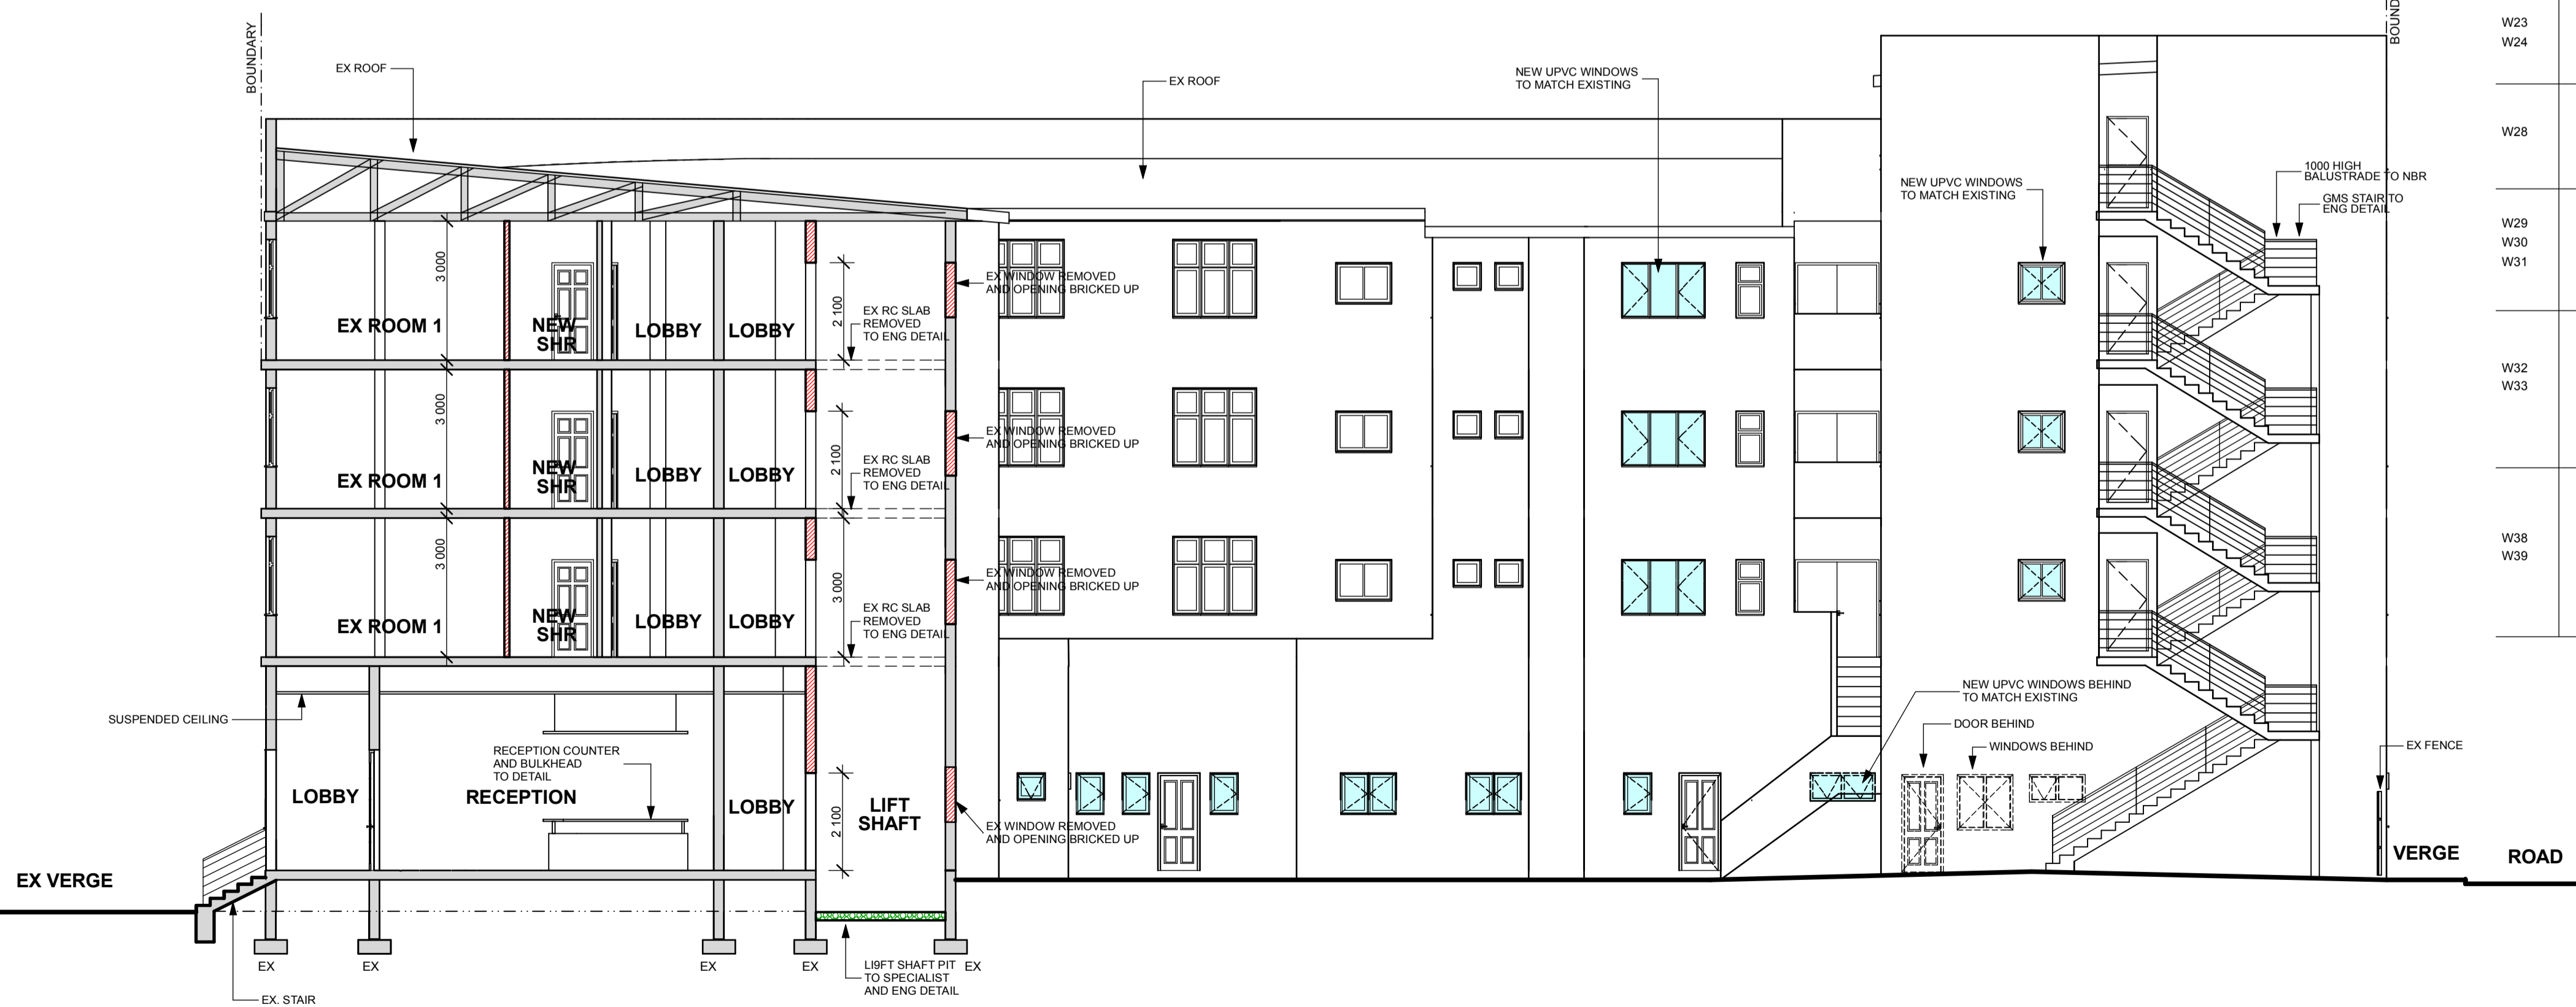 BOUNDARY
EX ROOF
EX ROOF
NEW UPVC WINDOWS
TO MATCH EXISTING
BOUND
W23
W24
W28
1000 HIGH
BALUSTRADE TO NBR
GMS STAIR TO
ENG DETAIL
NEW UPVC WINDOWS
TO MATCH EXISTING
W29
W30
W31
3 000
2 100
EX WINDOW REMOVED
AND OPENING BRICKED UP
EX RC SLAB
REMOVED
TO ENG DETAIL
EX ROOM 1
NEW
SHR
LOBBY
LOBBY
W32
W33
3 000
2 100
EX WINDOW REMOVED
AND OPENING BRICKED UP
EX RC SLAB
REMOVED
TO ENG DETAIL
EX ROOM 1
NEW
SHR
LOBBY
LOBBY
W38
W39
3 000
3 000
EX WINDOW REMOVED
AND OPENING BRICKED UP
EX RC SLAB
REMOVED
TO ENG DETAIL
EX ROOM 1
NEW
SHR
LOBBY
LOBBY
NEW UPVC WINDOWS BEHIND
TO MATCH EXISTING
SUSPENDED CEILING
DOOR BEHIND
WINDOWS BEHIND
EX FENCE
RECEPTION COUNTER
AND BULKHEAD
TO DETAIL
LOBBY
RECEPTION
LOBBY
2 100
LIFT
SHAFT
EX WINDOW REMOVED
AND OPENING BRICKED UP
EX VERGE
VERGE
ROAD
EX
EX
EX
EX
EX
LI9FT SHAFT PIT
TO SPECIALIST
AND ENG DETAIL
EX. STAIR